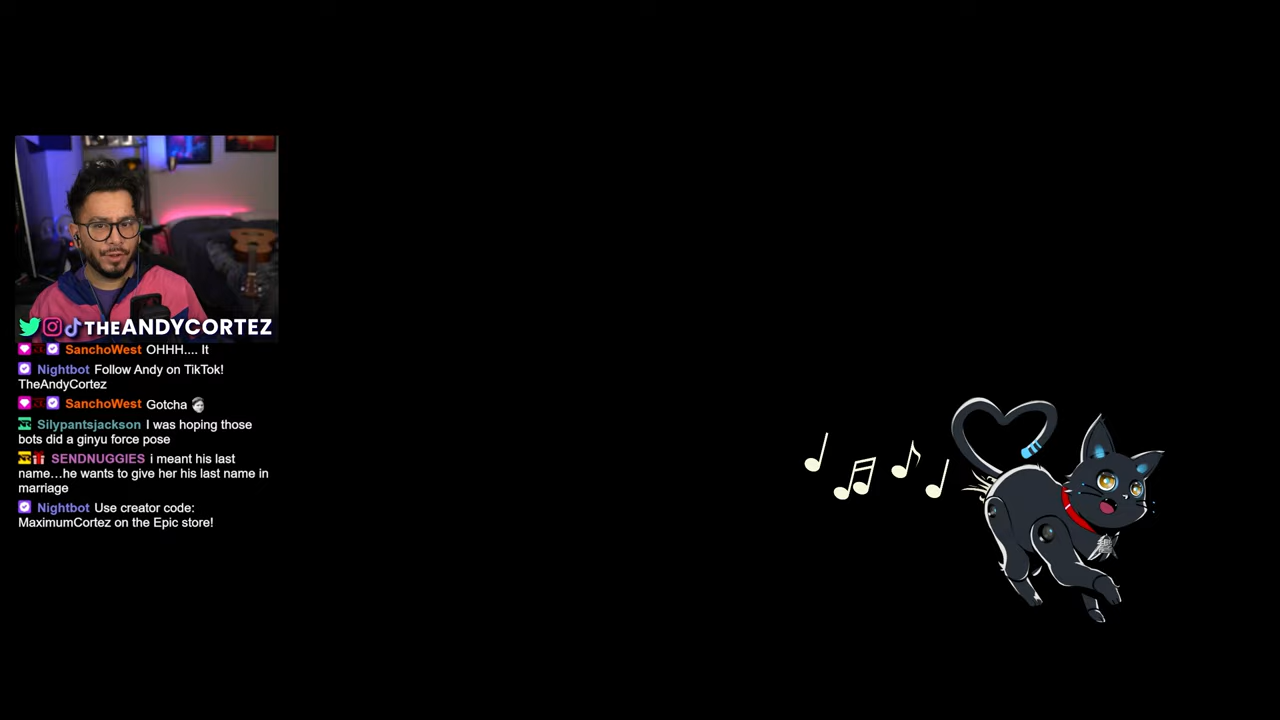 THEANDYCORTEZ
SanchoWest OHHH.... It
Nightbot Follow Andy on TikTok!
TheAndyCortez
SanchoWest Gotcha
Silypantsjackson I was hoping those
bots did a ginyu force pose
SENDNUGGIES i meant his last
name…he wants to give her his last name in
marriage
Nightbot Use creator code:
MaximumCortez on the Epic store!